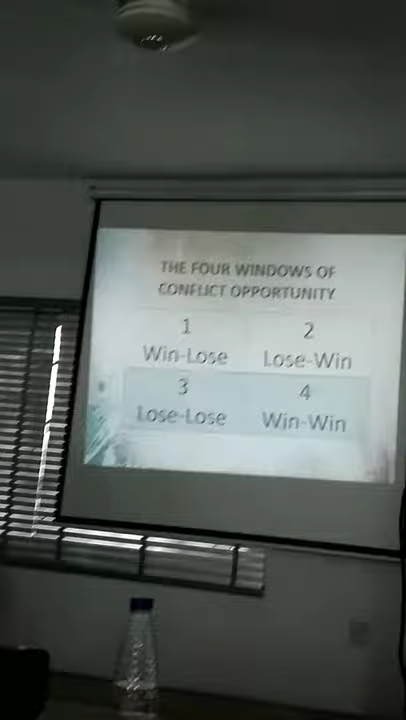 THE FOUR WINDOWS OF
CONFLICT OPPORTUNITY
1 2
Win-Lose Lose-Win
3 4
Lose-Lose Win-Win